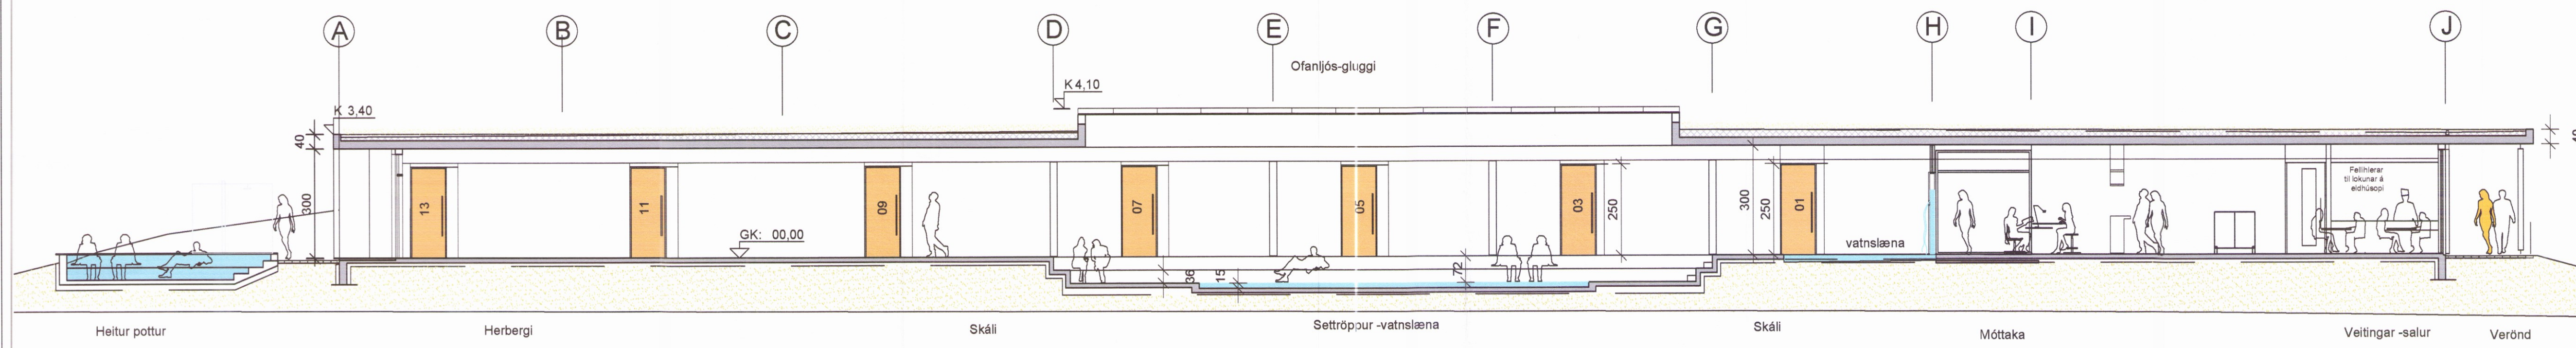 A B C D E F G H I J
Ofanljós-gluggi
K 4,10
K 3,40
40
300
13
11
09
07
05
03
01
250
300
250
GK: 00,00
vatnslæna
Fellihlerar
til lokunar á
eldhúsopi
36
15
72
Heitur pottur
Herbergi
Skáli
Settröppur -vatnslæna
Skáli
Móttaka
Veitingar -salur
Verönd